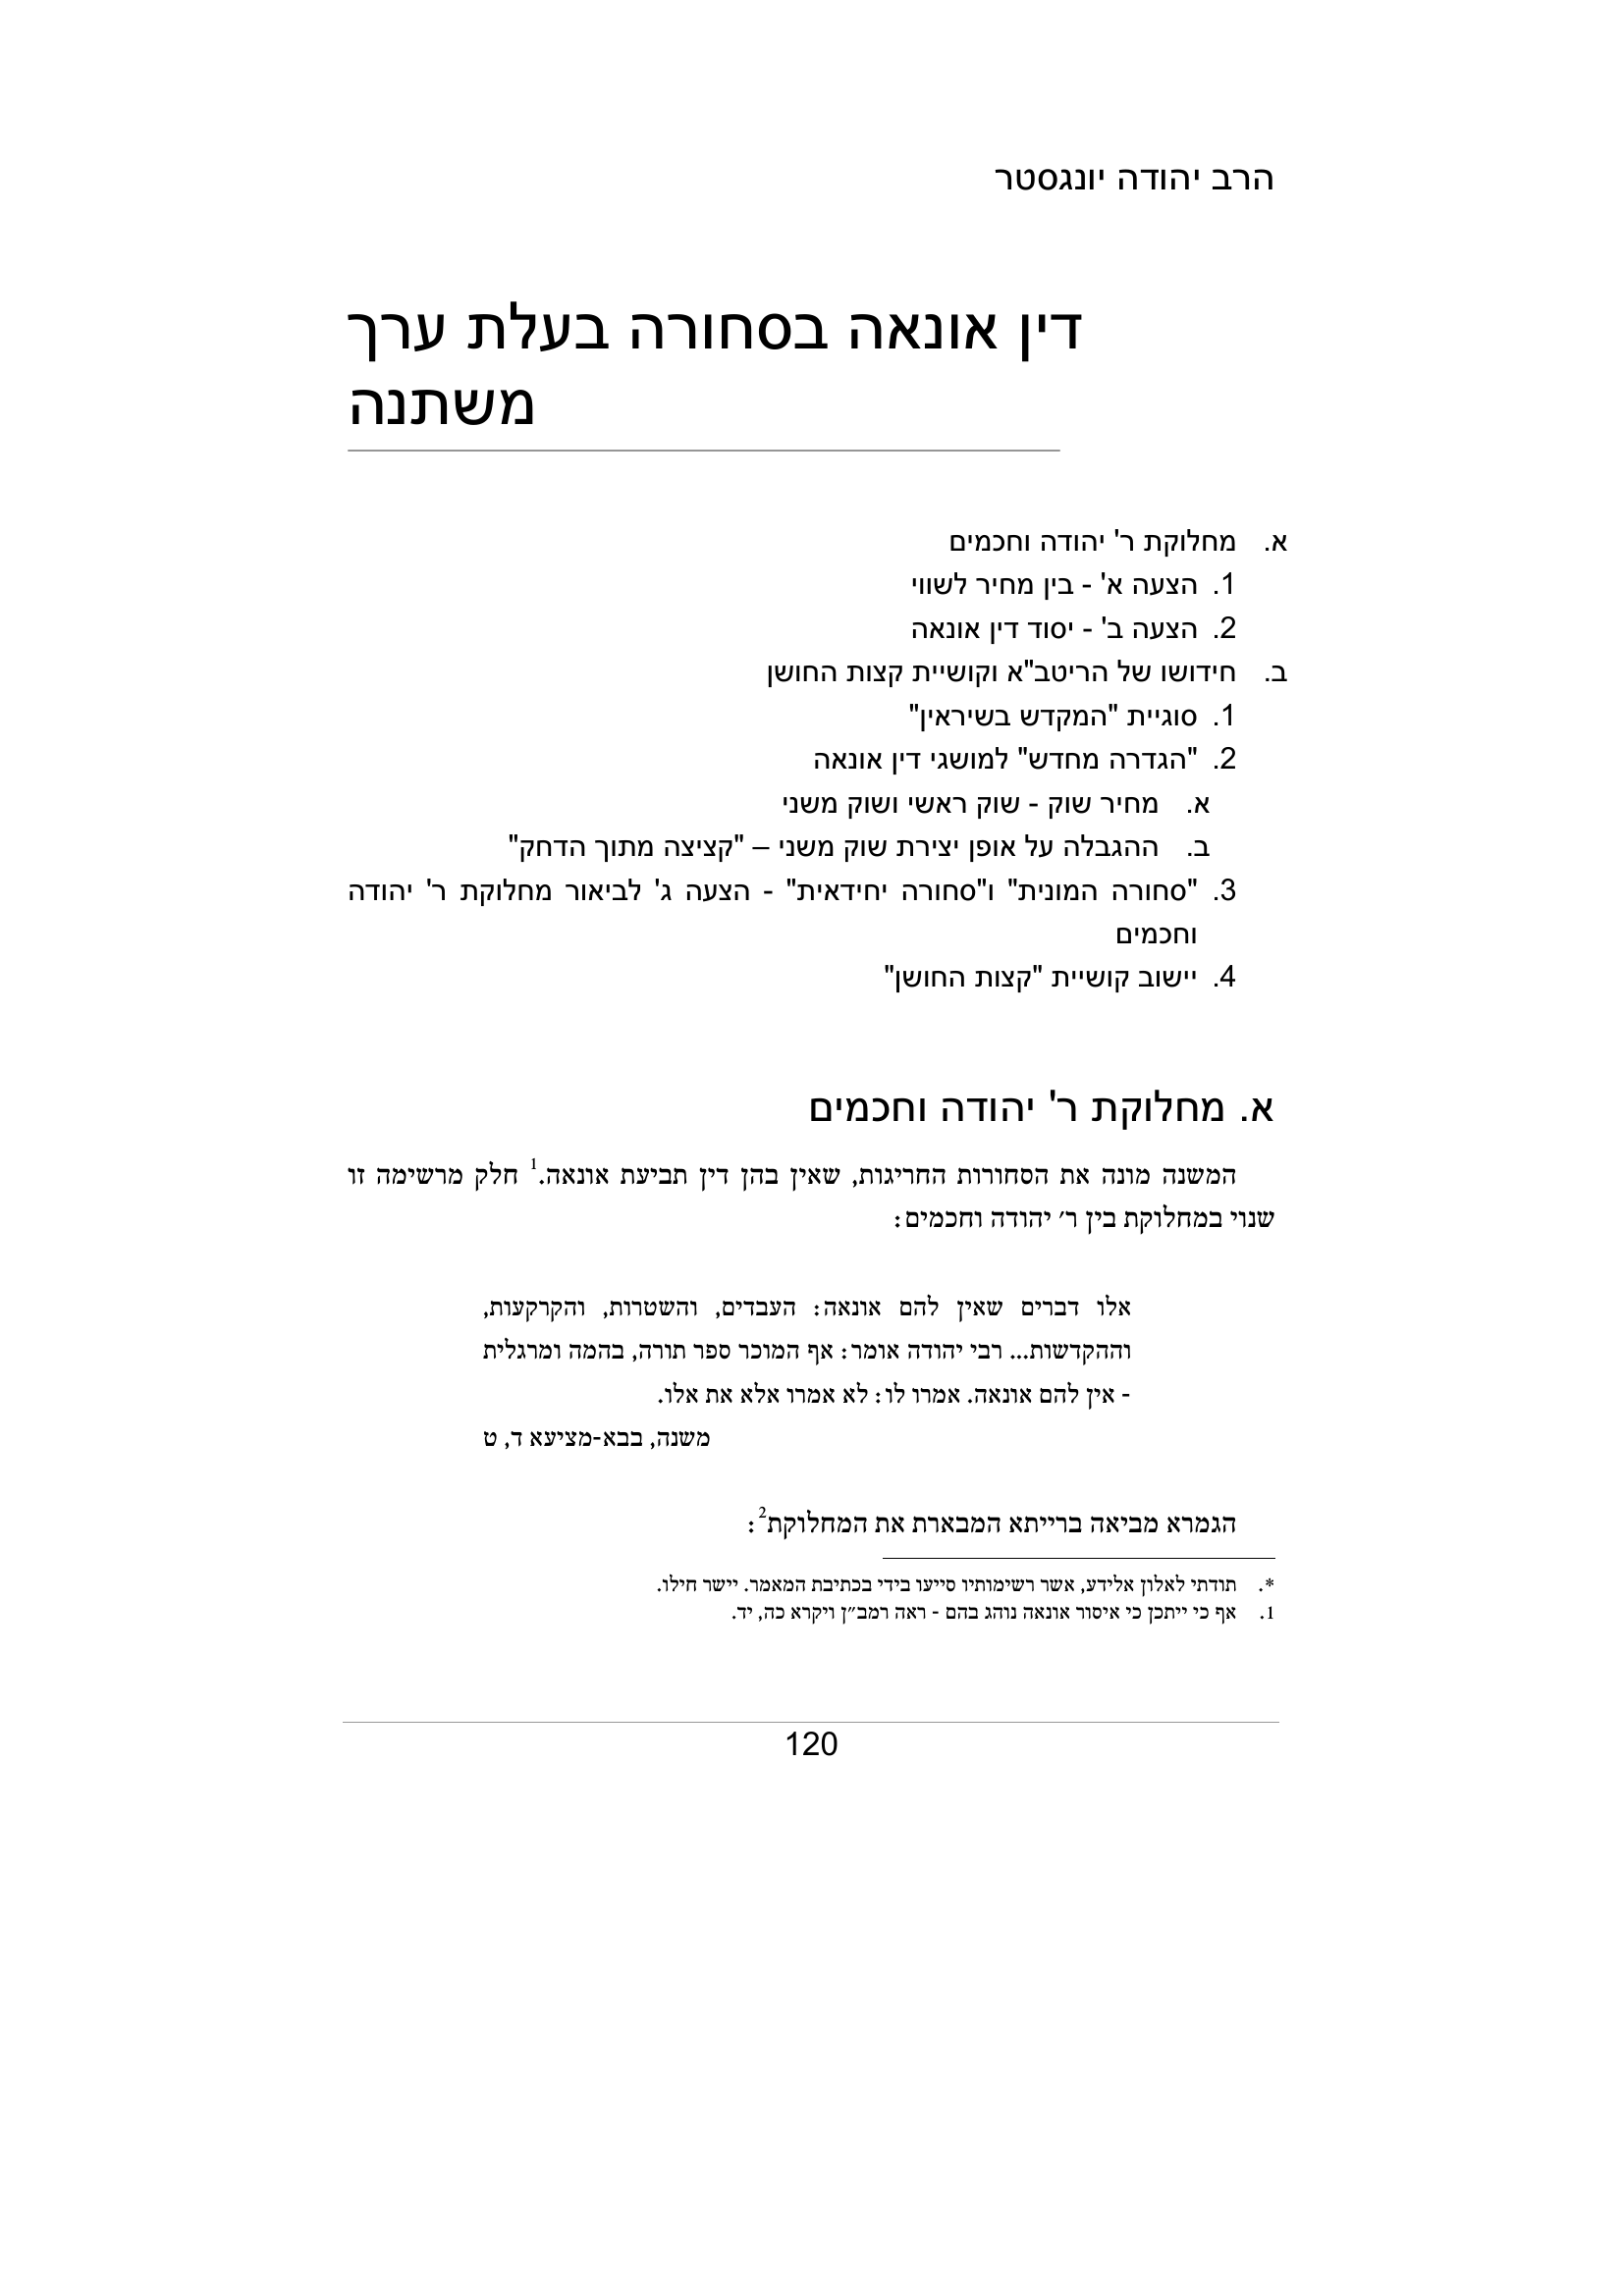 הרב יהודה יונגסטר
דין אונאה בסחורה בעלת ערך
משתנה
א. מחלוקת ר' יהודה וחכמים
1. הצעה א' - בין מחיר לשווי
2. הצעה ב' - יסוד דין אונאה
ב. חידושו של הריטב"א וקושיית קצות החושן
1. סוגיית "המקדש בשיראין"
2. "הגדרה מחדש" למושגי דין אונאה
א. מחיר שוק - שוק ראשי ושוק משני
ב. ההגבלה על אופן יצירת שוק משני – "קציצה מתוך הדחק"
3. "סחורה המונית" ו"סחורה יחידאית" - הצעה ג' לביאור מחלוקת ר' יהודה
וחכמים
4. יישוב קושיית "קצות החושן"
א. מחלוקת ר' יהודה וחכמים
המשנה מונה את הסחורות החריגות, שאין בהן דין תביעת אונאה.1 חלק מרשימה זו
שנוי במחלוקת בין ר׳ יהודה וחכמים:
אלו דברים שאין להם אונאה: העבדים, והשטרות, והקרקעות,
וההקדשות... רבי יהודה אומר: אף המוכר ספר תורה, בהמה ומרגלית
- אין להם אונאה. אמרו לו: לא אמרו אלא את אלו.
משנה, בבא-מציעא ד, ט
הגמרא מביאה ברייתא המבארת את המחלוקת2:
*. תודתי לאלון אלידע, אשר רשימותיו סייעו בידי בכתיבת המאמר. יישר חילו.
1. אף כי ייתכן כי איסור אונאה נוהג בהם - ראה רמב״ן ויקרא כה, יד.
120